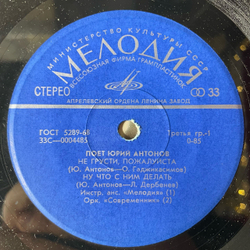 МИНИСТЕРСТВО КУЛЬТУРЫ СССР
МЕЛОДИЯ
ВСЕСОЮЗНАЯ ФИРМА ГРАМПЛАСТИНОК
СТЕРЕО
33
АПРЕЛЕВСКИЙ ОРДЕНА ЛЕНИНА ЗАВОД
ГОСТ 5289-61
Третья гр.-1
33С—0004485
0-85
ПОЕТ ЮРИЙ АНТОНОВ
НЕ ГРУСТИ, ПОЖАЛУЙСТА
(Ю. Антонов—О. Гаджикасимов)
НУ ЧТО С НИМ ДЕЛАТЬ
(Ю. Антонов—Л. Дербенев)
Инстр. анс. «Мелодия» (1)
Орк. «Современник» (2)